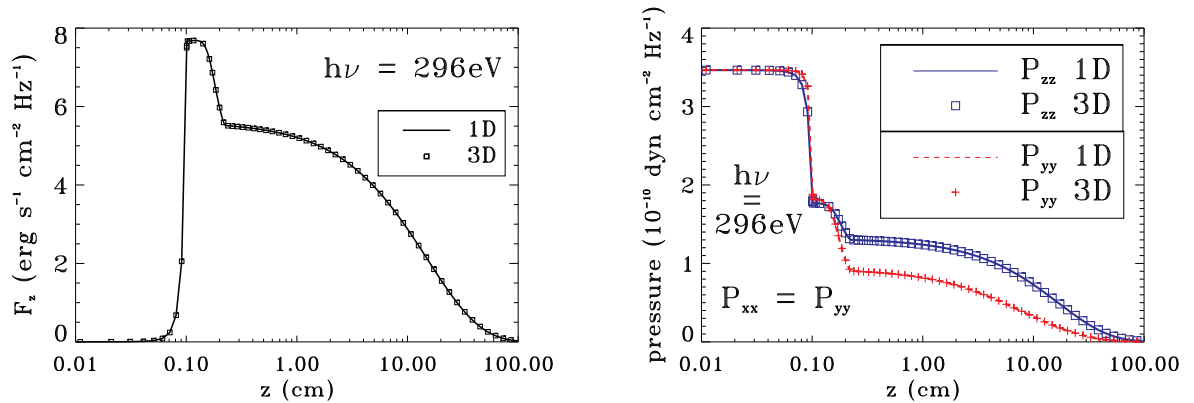 8
6
4
2
0
F_z (erg s⁻¹ cm⁻² Hz⁻¹)
hν = 296eV
1D
3D
0.01 0.10 1.00 10.00 100.00
z (cm)
4
3
2
1
0
pressure (10⁻¹⁰ dyn cm⁻² Hz⁻¹)
P_zz 1D
P_zz 3D
P_yy 1D
P_yy 3D
hν
=
296eV
P_xx = P_yy
0.01 0.10 1.00 10.00 100.00
z (cm)